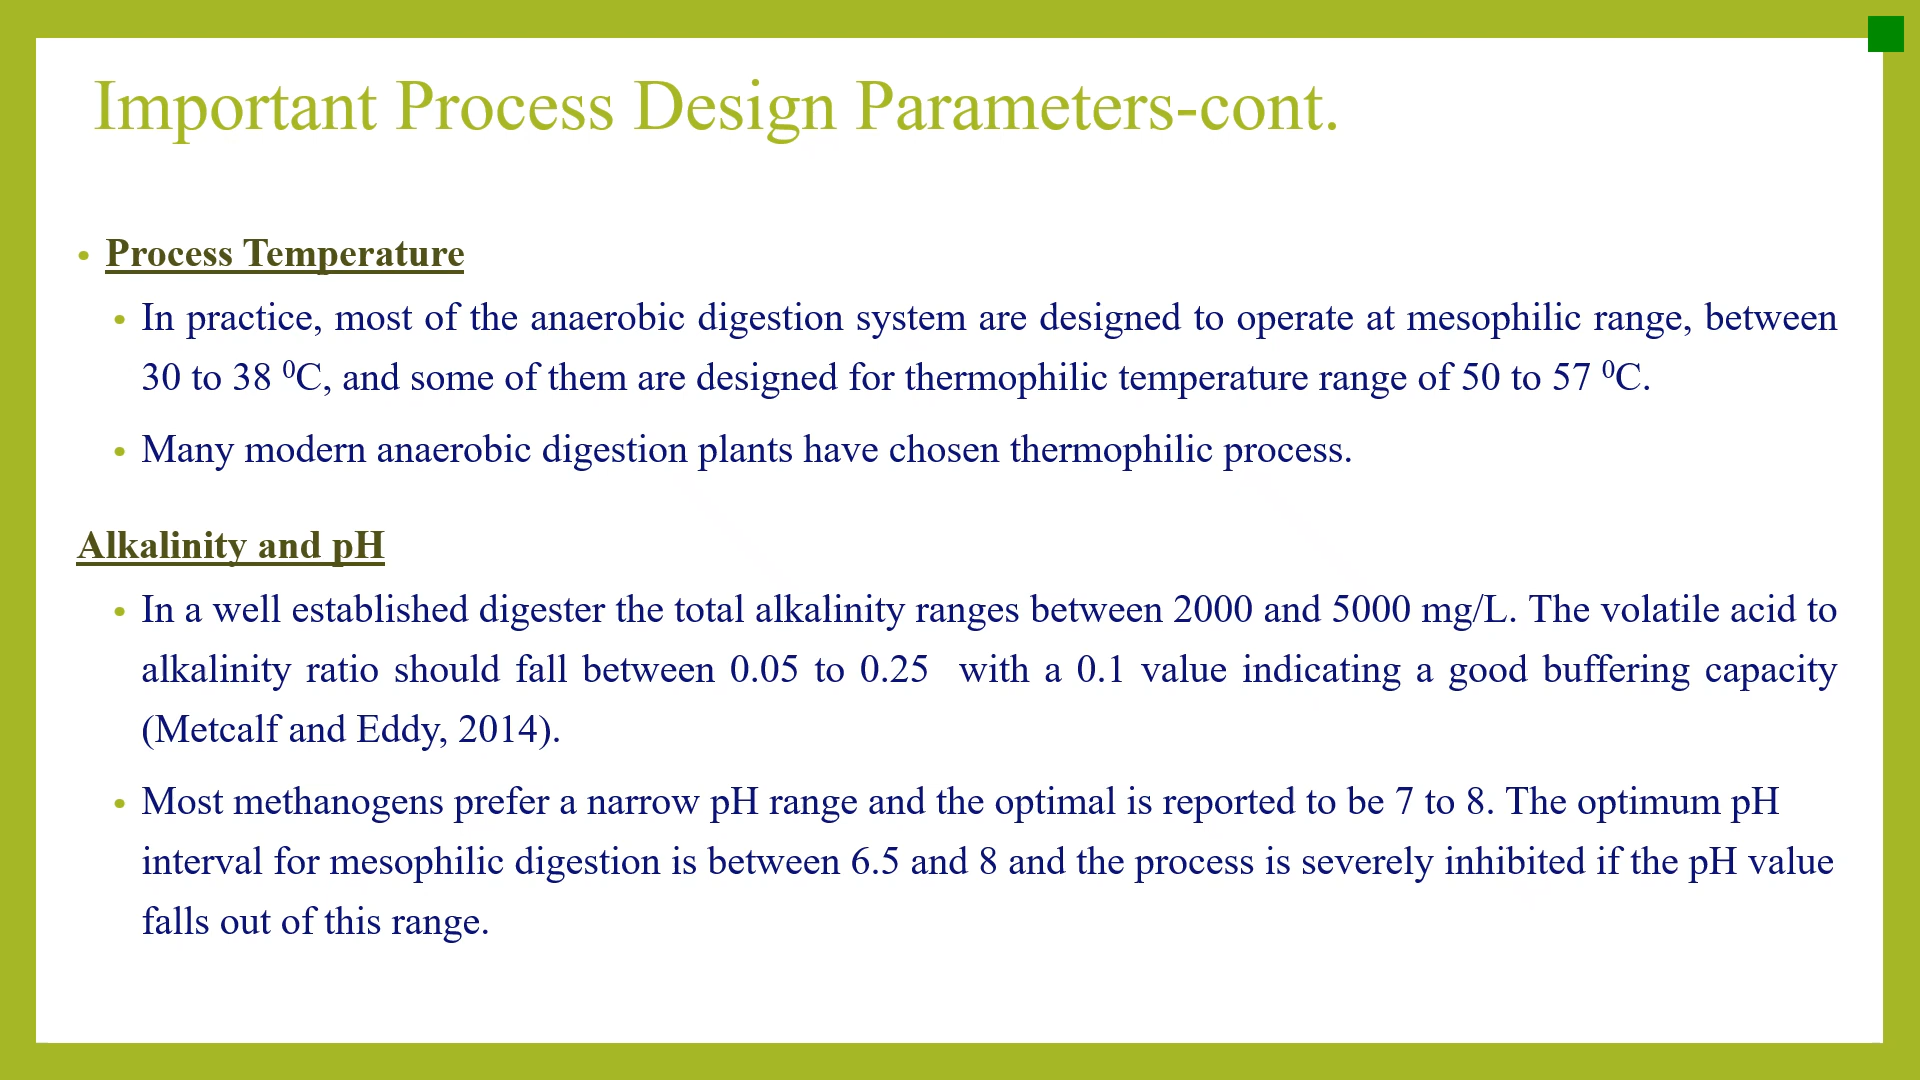 Important Process Design Parameters-cont.
• Process Temperature
• In practice, most of the anaerobic digestion system are designed to operate at mesophilic range, between
30 to 38 ⁰C, and some of them are designed for thermophilic temperature range of 50 to 57 ⁰C.
• Many modern anaerobic digestion plants have chosen thermophilic process.
Alkalinity and pH
• In a well established digester the total alkalinity ranges between 2000 and 5000 mg/L. The volatile acid to
alkalinity ratio should fall between 0.05 to 0.25  with a 0.1 value indicating a good buffering capacity
(Metcalf and Eddy, 2014).
• Most methanogens prefer a narrow pH range and the optimal is reported to be 7 to 8. The optimum pH
interval for mesophilic digestion is between 6.5 and 8 and the process is severely inhibited if the pH value
falls out of this range.